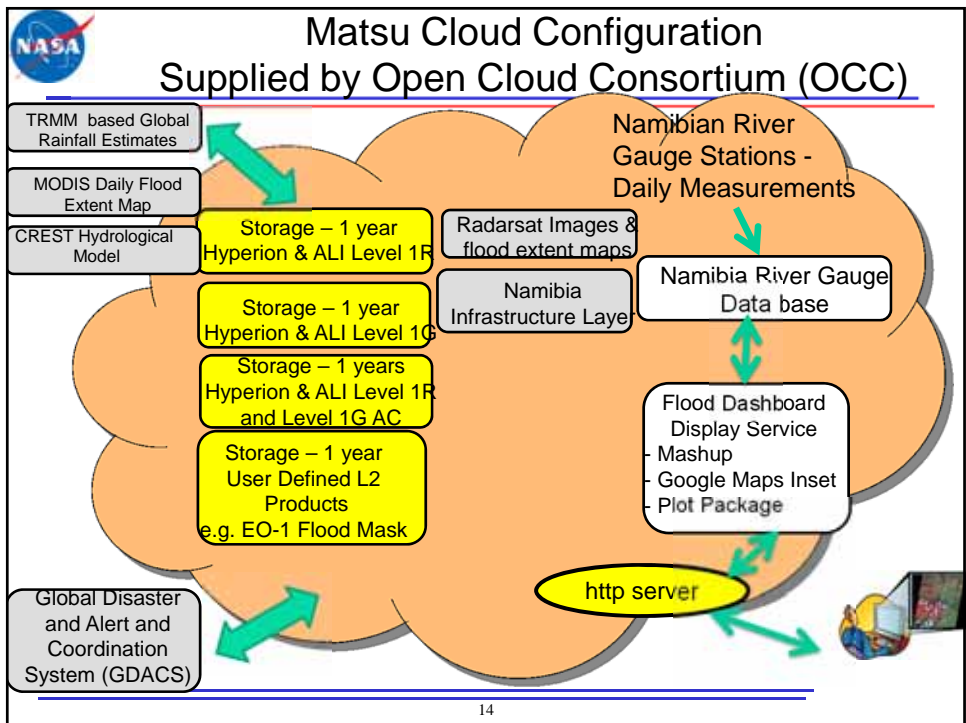 NASA
Matsu Cloud Configuration
Supplied by Open Cloud Consortium (OCC)
TRMM based Global
Rainfall Estimates
MODIS Daily Flood
Extent Map
CREST Hydrological
Model
Storage – 1 year
Hyperion & ALI Level 1R
Storage – 1 year
Hyperion & ALI Level 1G
Storage – 1 years
Hyperion & ALI Level 1R
and Level 1G AC
Storage – 1 year
User Defined L2
Products
e.g. EO-1 Flood Mask
Radarsat Images &
flood extent maps
Namibia
Infrastructure Laye
Namibian River
Gauge Stations -
Daily Measurements
Namibia River Gauge
Data base
Flood Dashboard
Display Service
- Mashup
- Google Maps Inset
- Plot Package
http server
Global Disaster
and Alert and
Coordination
System (GDACS)
14